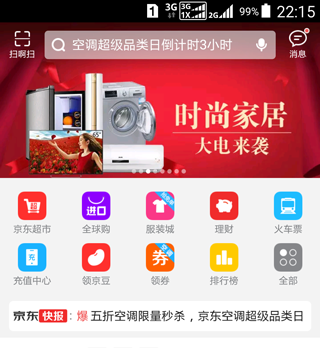 1 3G 3G 1X 2G 99% 22:15
扫啊扫 空调超级品类日倒计时3小时 消息
时尚家居
大电来袭
京东超市 全球购 服装城 理财 火车票
充值中心 领京豆 领券 排行榜 全部
京东快报: 爆 五折空调限量秒杀，京东空调超级品类日